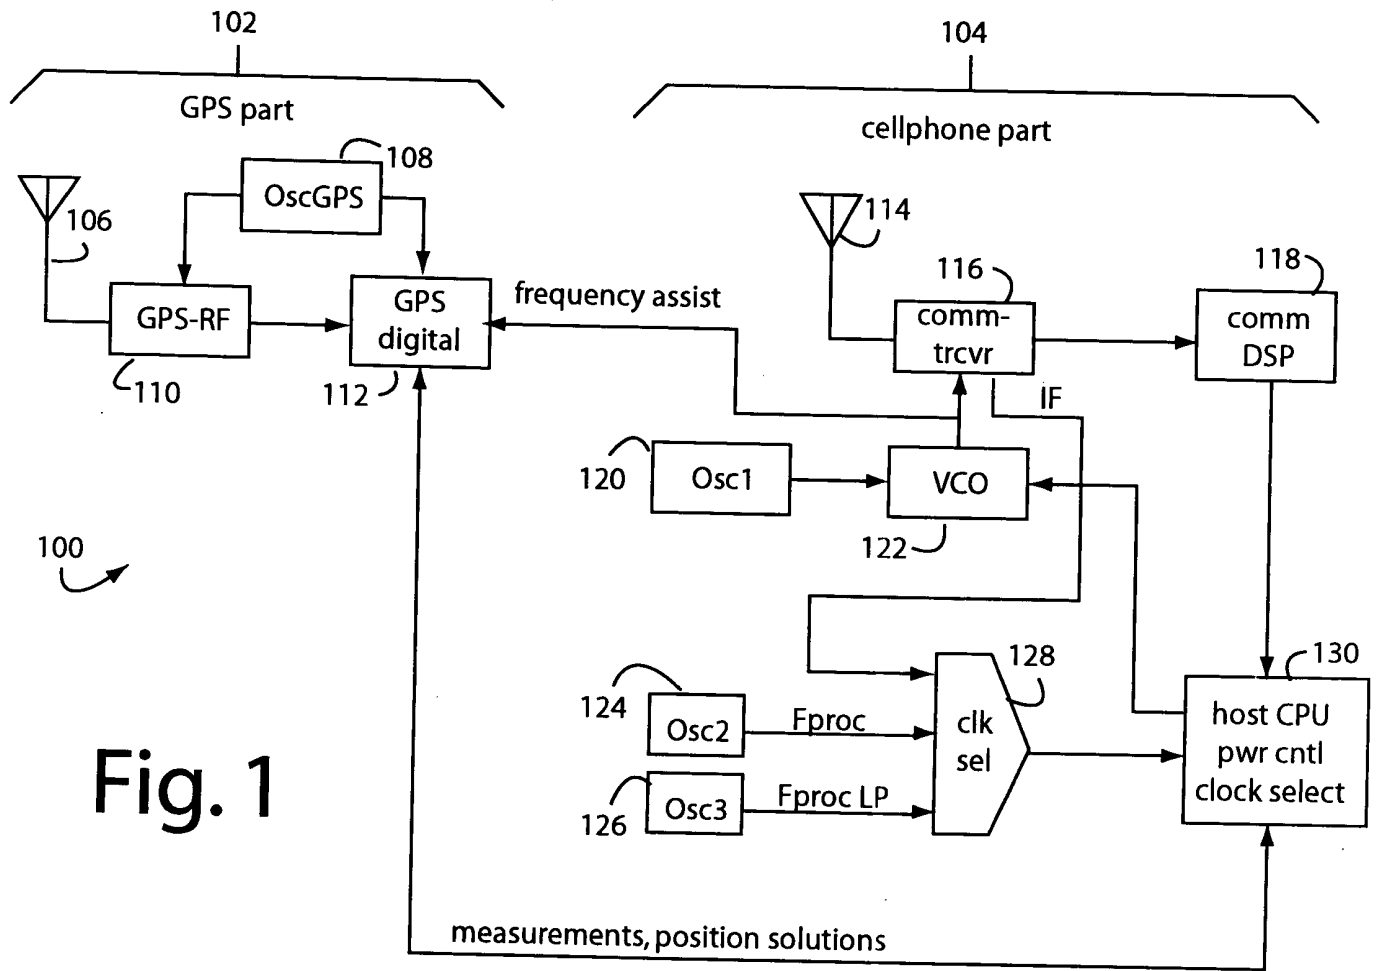 102
GPS part
104
cellphone part
108
OscGPS
106
114
GPS-RF
110
GPS
digital
112
frequency assist
116
comm-
trcvr
118
comm
DSP
IF
120
Osc1
VCO
122
100
124
Osc2
Fproc
126
Osc3
Fproc LP
128
clk
sel
130
host CPU
pwr cntl
clock select
Fig. 1
measurements, position solutions